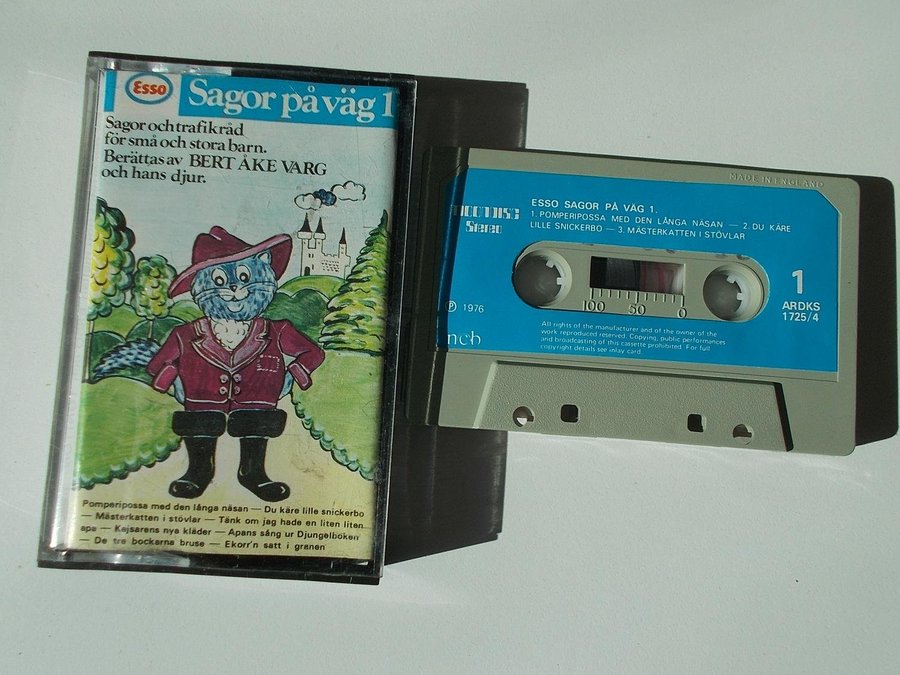 Esso
Sagor på väg 1
Sagor och trafikråd
för små och stora barn.
Berättas av BERT ÅKE VARG
och hans djur.
Pomperipossa med den långa näsan — Du käre lille snickerbo
— Mästerkatten i stövlar — Tänk om jag hade en liten liten
apa — Kejsarens nya kläder — Apans sång ur Djungelboken
— De tre bockarna bruse — Ekorr'n satt i granen
MADE IN ENGLAND
ESSO SAGOR PÅ VÄG 1.
1. POMPERIPOSSA MED DEN LÅNGA NÄSAN — 2. DU KÄRE
LILLE SNICKERBO — 3. MÄSTERKATTEN I STÖVLAR
Stereo
100 50 0
1
ARDKS
1725/4
℗ 1976
ncb
All rights of the manufacturer and of the owner of the
work reproduced reserved. Copying, public performances
and broadcasting of this cassette prohibited. For full
copyright details see inlay card.